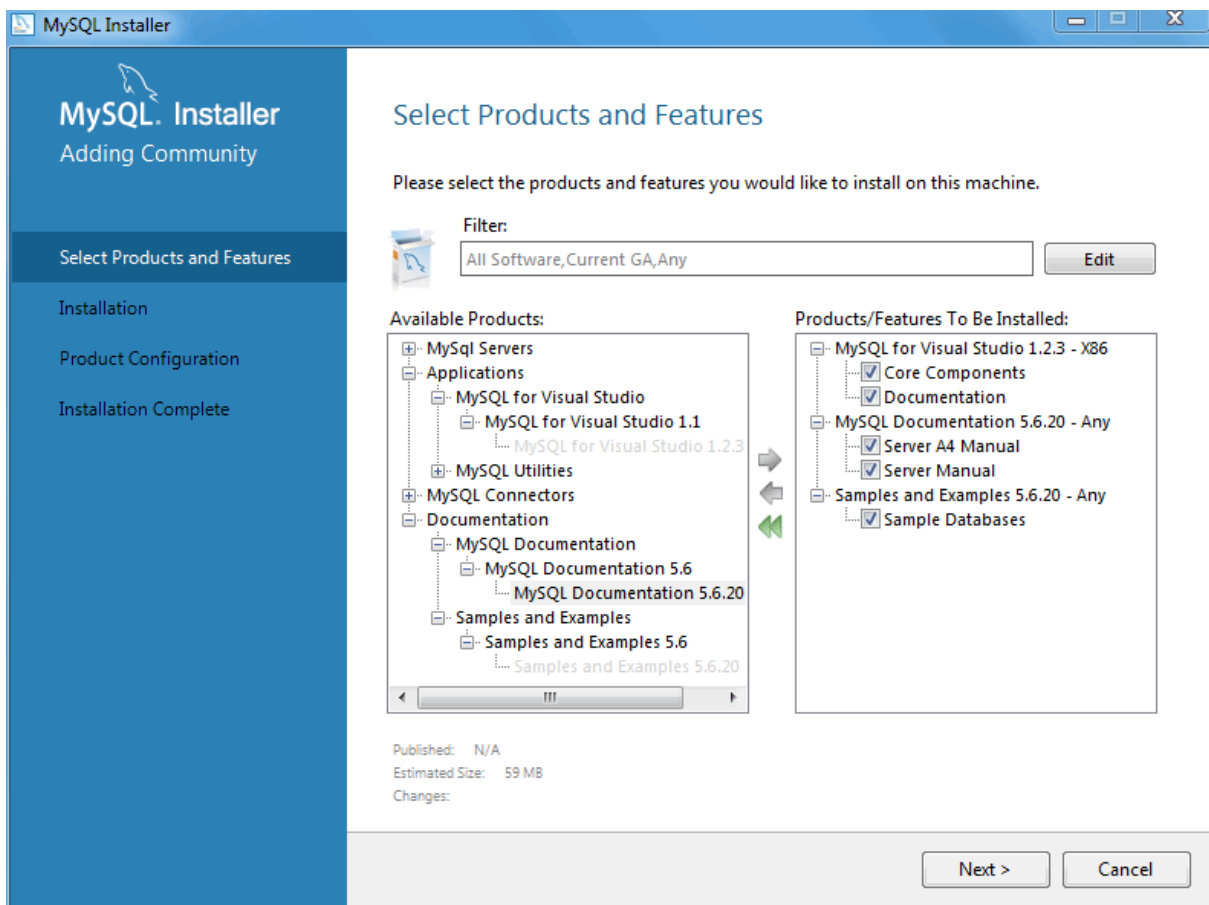 MySQL Installer
MySQL. Installer
Adding Community
Select Products and Features
Installation
Product Configuration
Installation Complete
Select Products and Features
Please select the products and features you would like to install on this machine.
Filter:
All Software,Current GA,Any
Edit
Available Products:
MySql Servers
Applications
MySQL for Visual Studio
MySQL for Visual Studio 1.1
MySQL for Visual Studio 1.2.3
MySQL Utilities
MySQL Connectors
Documentation
MySQL Documentation
MySQL Documentation 5.6
MySQL Documentation 5.6.20
Samples and Examples
Samples and Examples 5.6
Samples and Examples 5.6.20
Products/Features To Be Installed:
MySQL for Visual Studio 1.2.3 - X86
Core Components
Documentation
MySQL Documentation 5.6.20 - Any
Server A4 Manual
Server Manual
Samples and Examples 5.6.20 - Any
Sample Databases
Published: N/A
Estimated Size: 59 MB
Changes:
Next >
Cancel